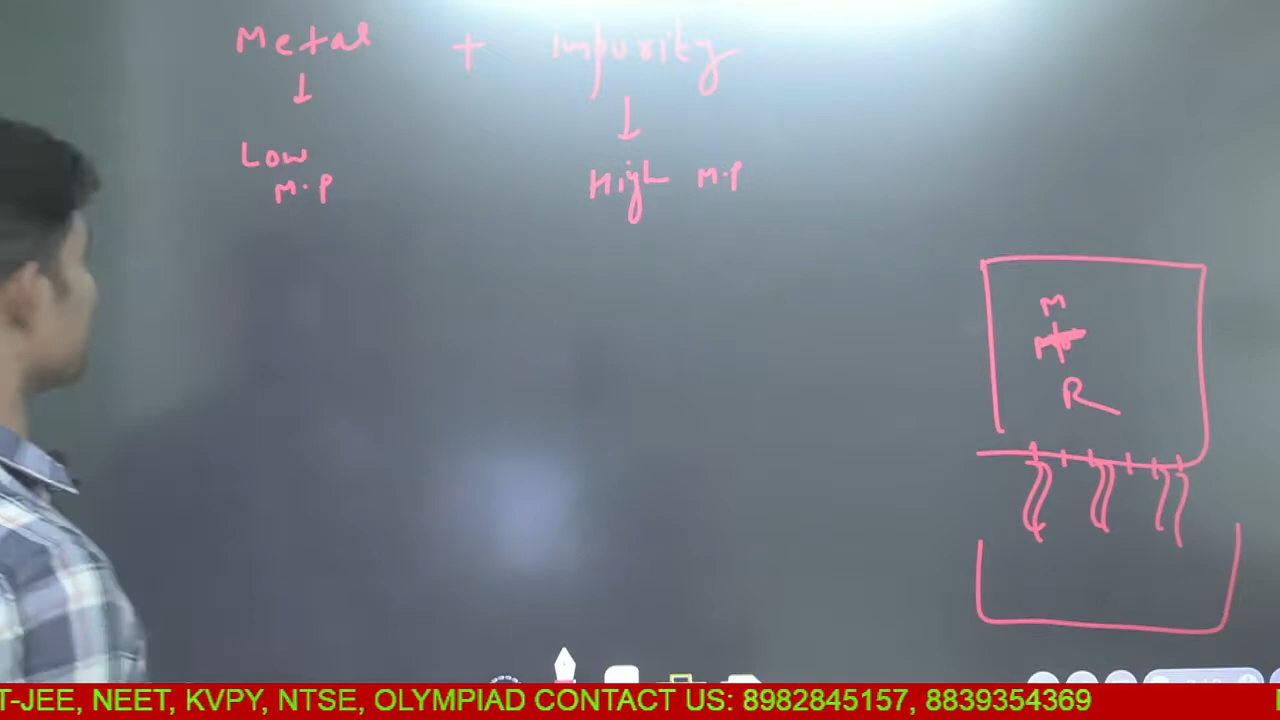 Metal + Impurity
↓ ↓
Low M.P
High M.P
M
R
T-JEE, NEET, KVPY, NTSE, OLYMPIAD CONTACT US: 8982845157, 8839354369